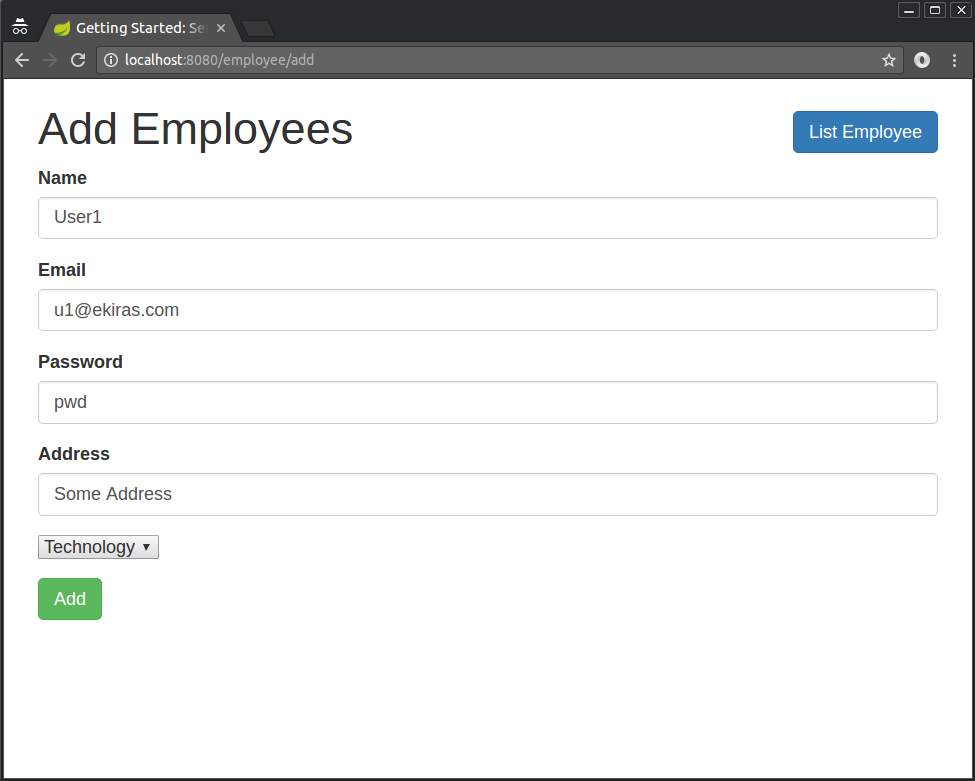 Getting Started: Se
localhost:8080/employee/add
Add Employees
List Employee
Name
User1
Email
u1@ekiras.com
Password
pwd
Address
Some Address
Technology
Add